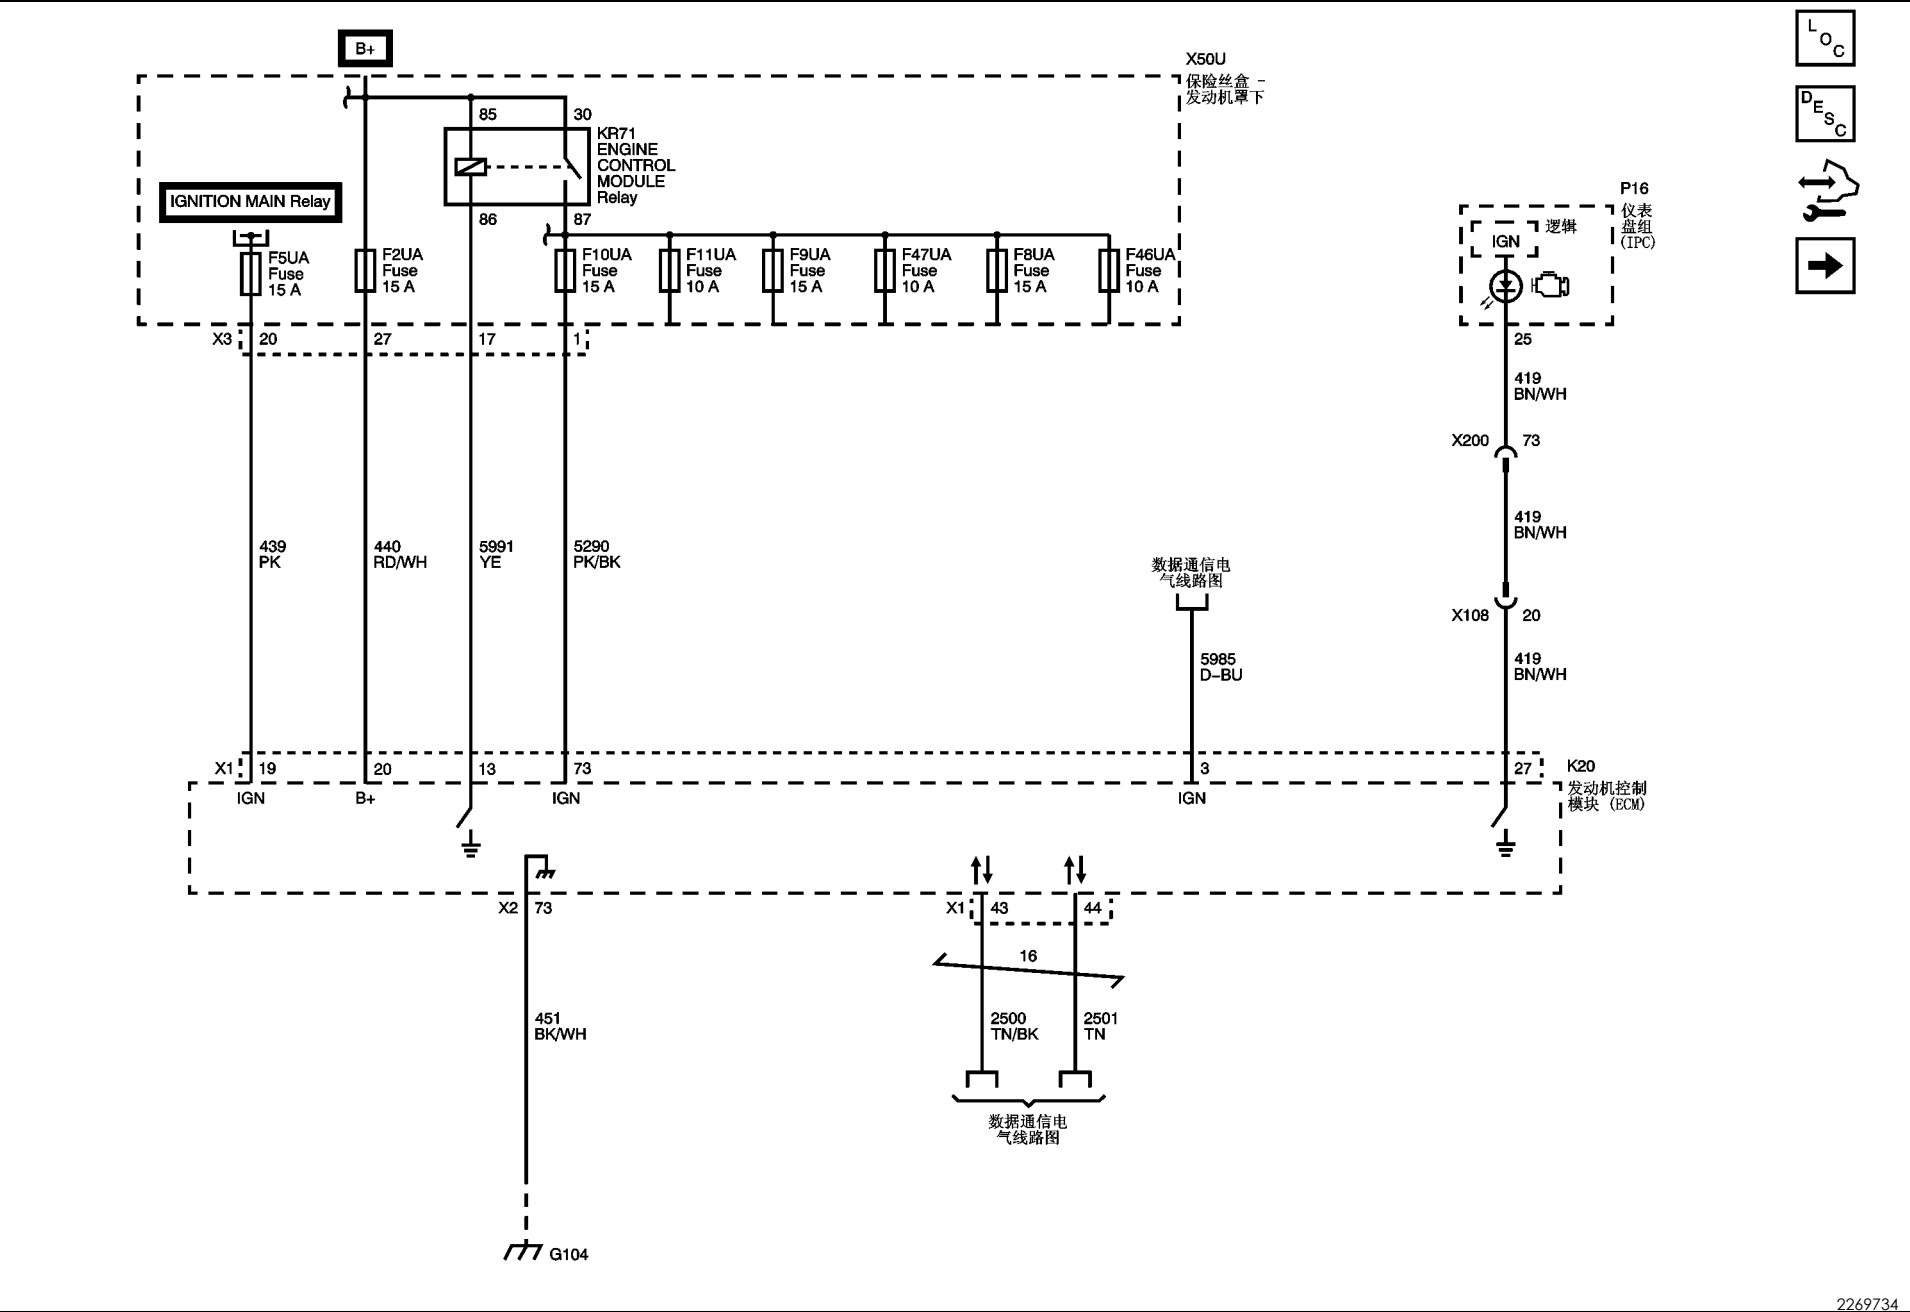 B+
X50U
保险丝盒 -
发动机罩下
85
30
KR71
ENGINE
CONTROL
MODULE
Relay
86
87
IGNITION MAIN Relay
F5UA
Fuse
15 A
F2UA
Fuse
15 A
F10UA
Fuse
15 A
F11UA
Fuse
10 A
F9UA
Fuse
15 A
F47UA
Fuse
10 A
F8UA
Fuse
15 A
F46UA
Fuse
10 A
X3
20
27
17
1
L
O
C
D
E
S
C
P16
仪表
盘组
(IPC)
逻辑
IGN
25
419
BN/WH
X200
73
419
BN/WH
X108
20
419
BN/WH
439
PK
440
RD/WH
5991
YE
5290
PK/BK
数据通信电
气线路图
5985
D-BU
X1
19
20
13
73
3
27
K20
发动机控制
模块 (ECM)
IGN
B+
IGN
IGN
X2
73
X1
43
44
16
451
BK/WH
2500
TN/BK
2501
TN
数据通信电
气线路图
G104
2269734